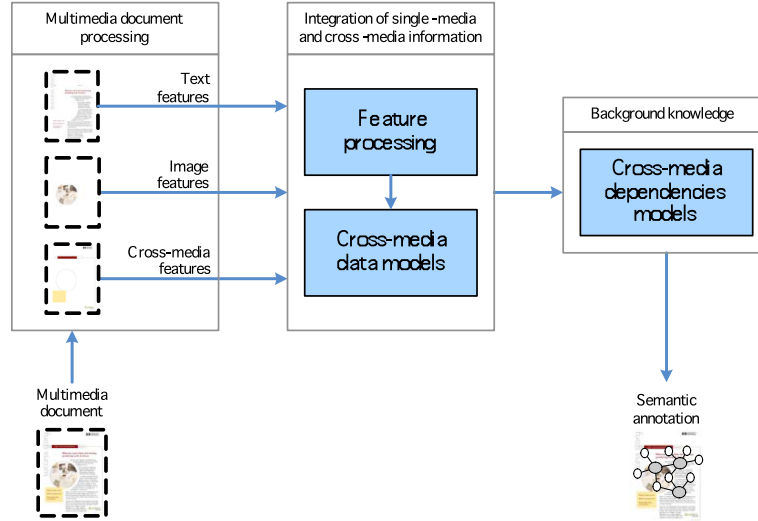 Multimedia document
processing
Text
features
Image
features
Cross-media
features
Multimedia
document
Integration of single -media
and cross -media information
Feature
processing
Cross-media
data models
Background knowledge
Cross-media
dependencies
models
Semantic
annotation